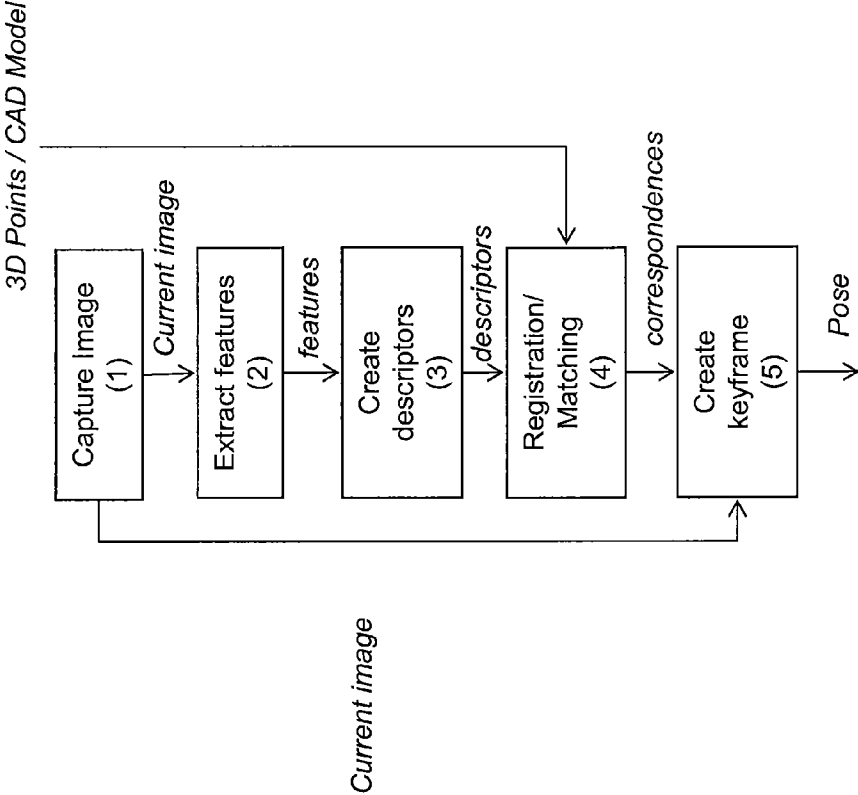 3D Points / CAD Model
Capture Image
(1)
Current image
Extract features
(2)
features
Create
descriptors
(3)
descriptors
Registration/
Matching
(4)
correspondences
Create
keyframe
(5)
Pose
Current image